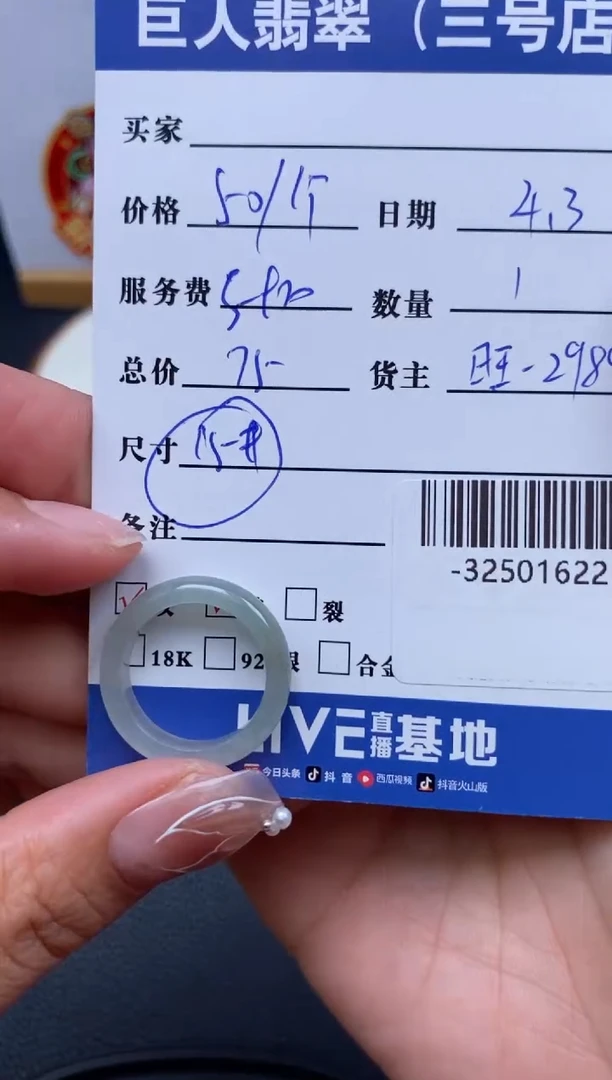 巨人翡翠（三号店
买家
价格 50/
日期 4.3
服务费
数量 1
总价 75
货主 旺-298
尺寸 15-#
备注
-32501622
裂
18K 92 银 合金
LIVE 直播 基地
今日头条 抖音 西瓜视频 抖音火山版